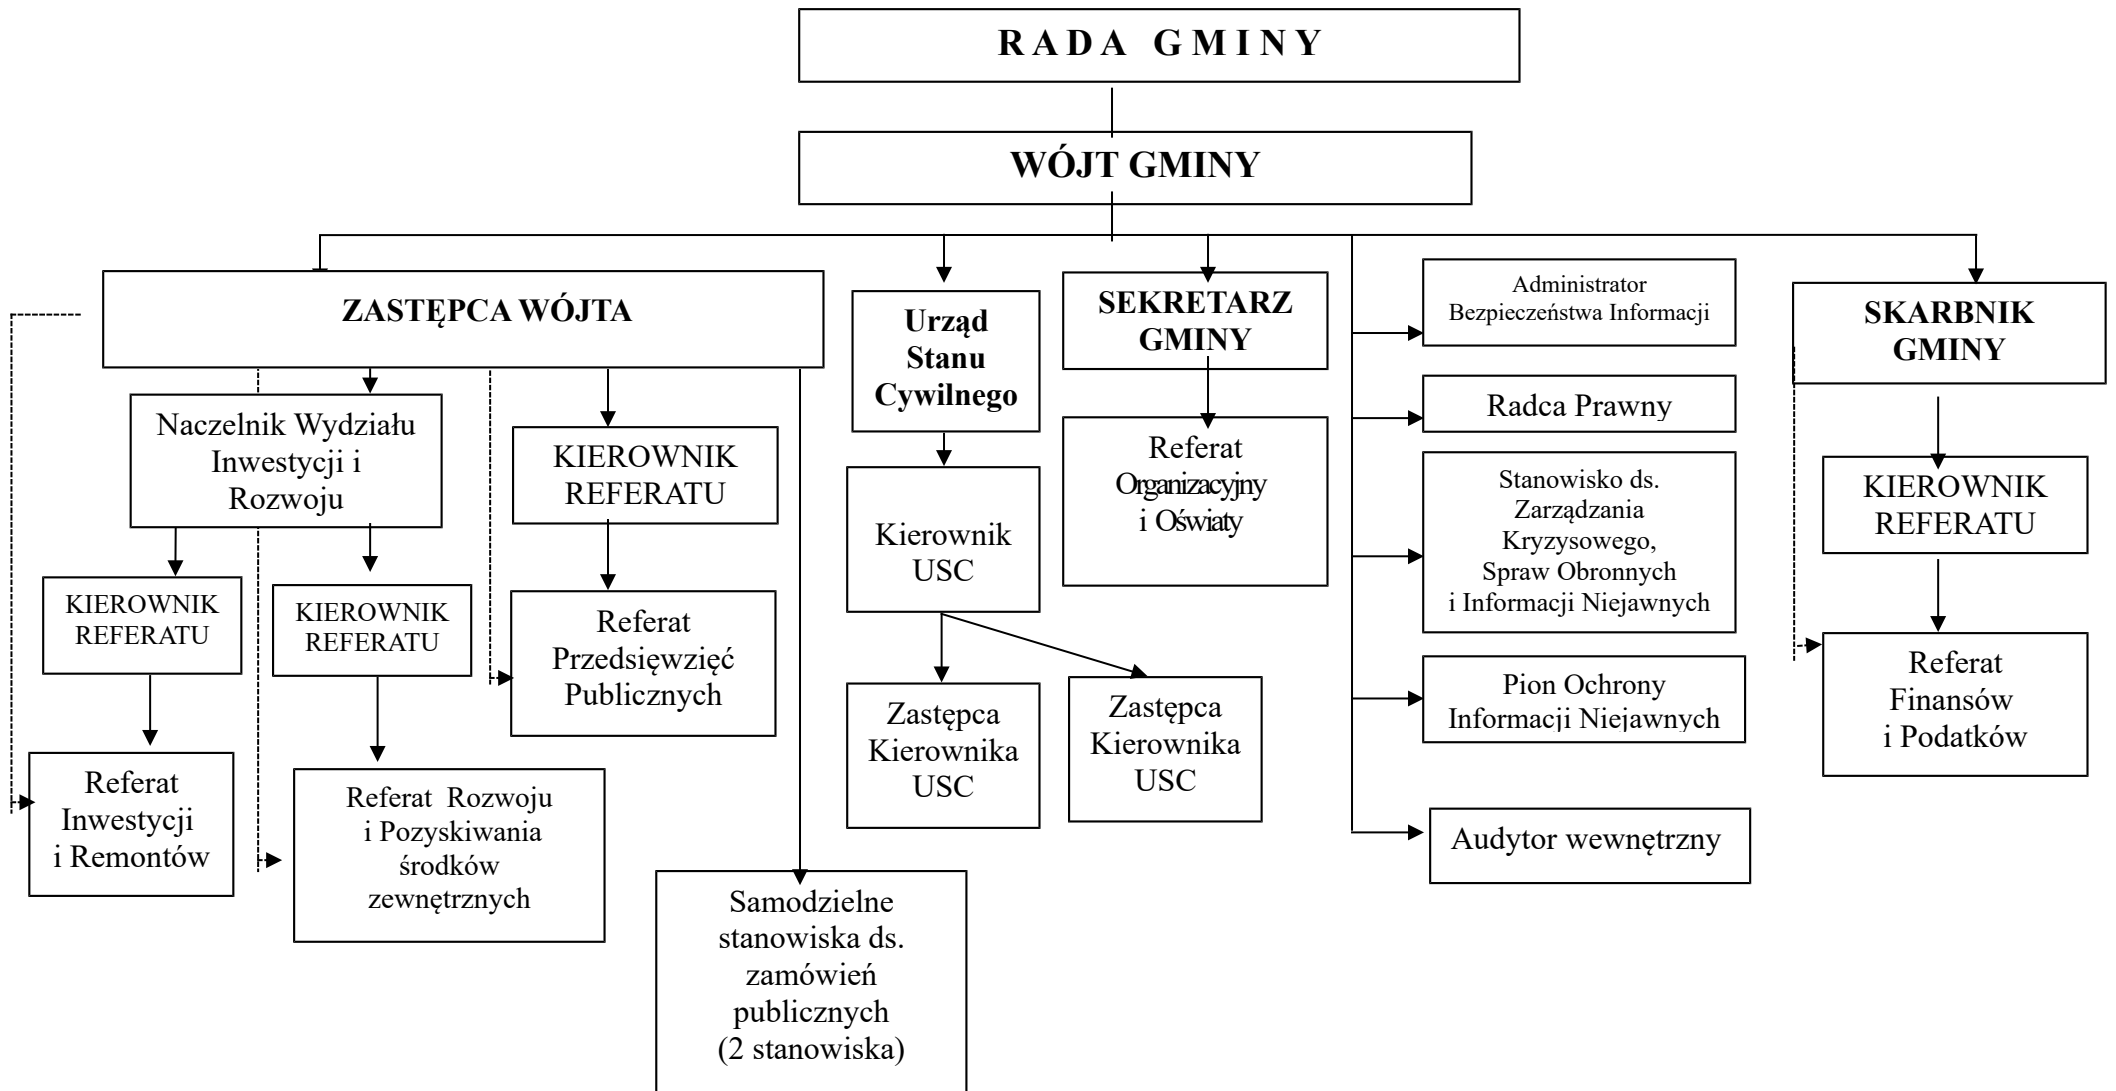 RADA GMINY
WÓJT GMINY
ZASTĘPCA WÓJTA
Urząd
Stanu
Cywilnego
SEKRETARZ
GMINY
Administrator
Bezpieczeństwa Informacji
SKARBNIK
GMINY
Naczelnik Wydziału
Inwestycji i
Rozwoju
KIEROWNIK
REFERATU
Kierownik
USC
Referat
Organizacyjny
i Oświaty
Radca Prawny
Stanowisko ds.
Zarządzania
Kryzysowego,
Spraw Obronnych
i Informacji Niejawnych
KIEROWNIK
REFERATU
KIEROWNIK
REFERATU
KIEROWNIK
REFERATU
Referat
Przedsięwzięć
Publicznych
Zastępca
Kierownika
USC
Zastępca
Kierownika
USC
Pion Ochrony
Informacji Niejawnych
Referat
Finansów
i Podatków
Referat
Inwestycji
i Remontów
Referat Rozwoju
i Pozyskiwania
środków
zewnętrznych
Audytor wewnętrzny
Samodzielne
stanowiska ds.
zamówień
publicznych
(2 stanowiska)